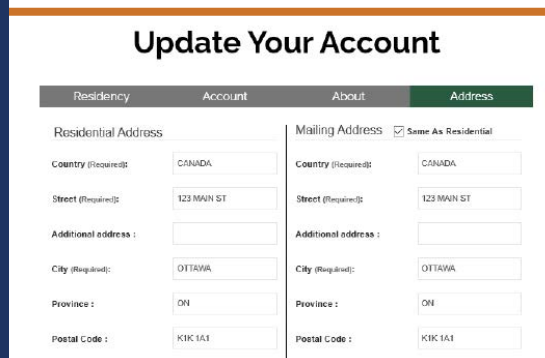 Update Your Account
Residency Account About Address
Residential Address
Country (Required): CANADA
Street (Required): 123 MAIN ST
Additional address :
City (Required): OTTAWA
Province : ON
Postal Code : K1K 1A1
Mailing Address Same As Residential
Country (Required): CANADA
Street (Required): 123 MAIN ST
Additional address :
City (Required): OTTAWA
Province : ON
Postal Code : K1K 1A1